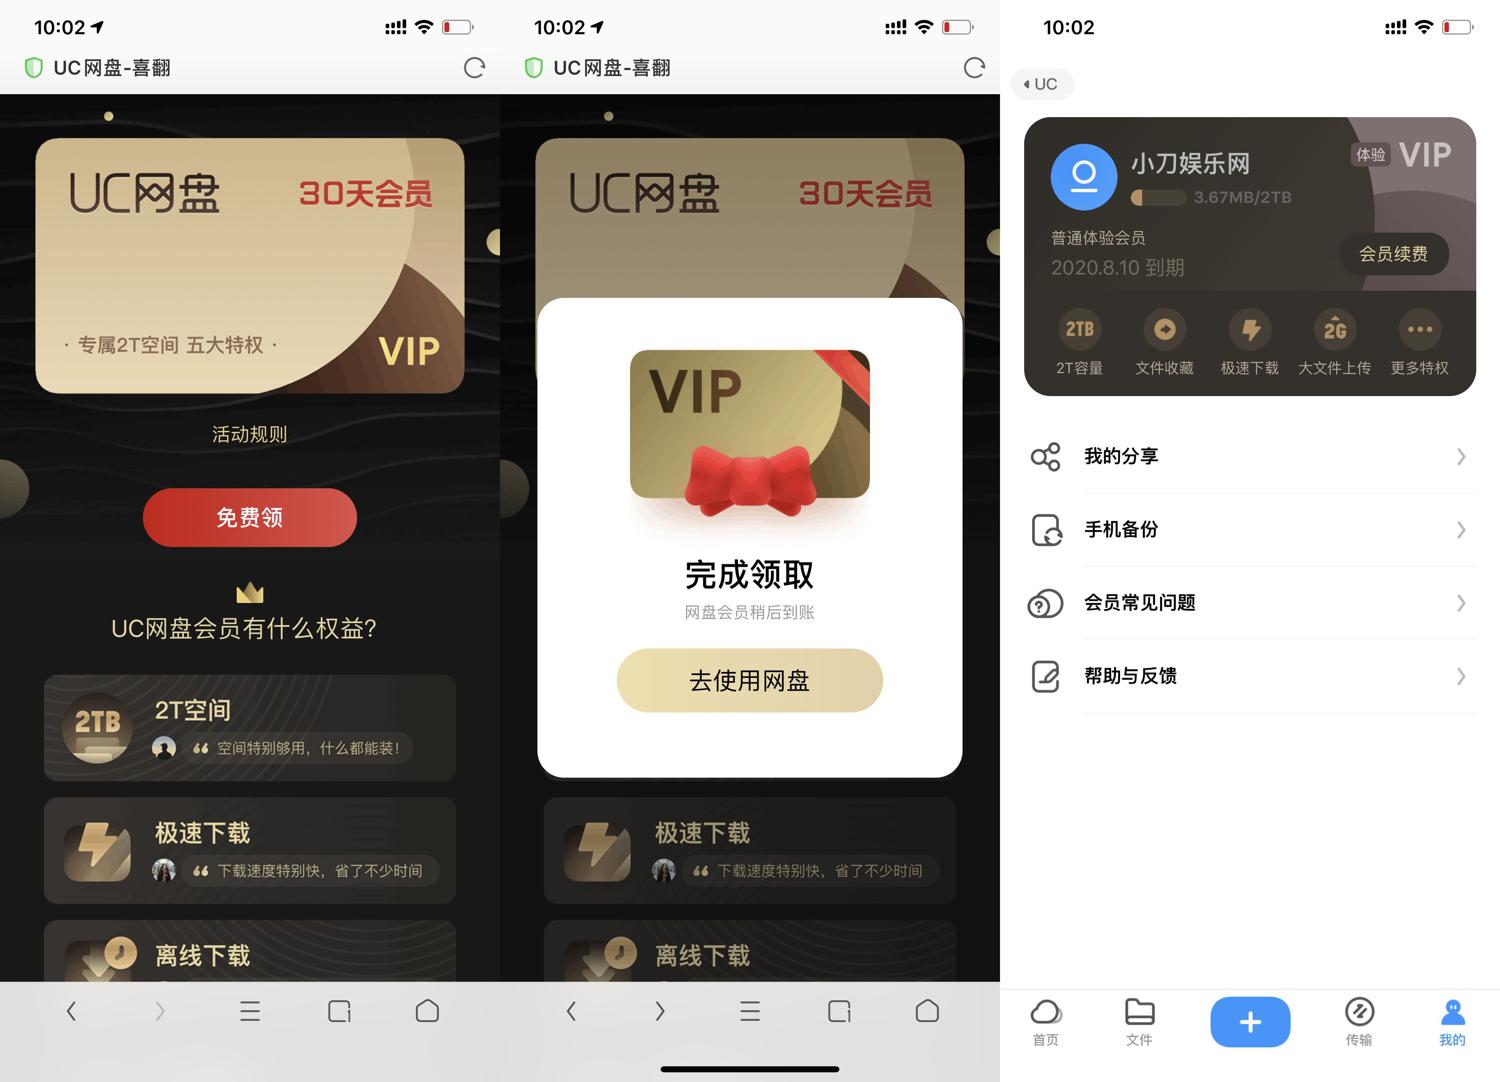 10:02
UC网盘-喜翻
UC网盘
30天会员
· 专属2T空间 五大特权 ·
VIP
活动规则
免费领
UC网盘会员有什么权益?
2TB
2T空间
空间特别够用，什么都能装！
极速下载
下载速度特别快，省了不少时间
离线下载
10:02
UC网盘-喜翻
UC网盘
30天会员
VIP
完成领取
网盘会员稍后到账
去使用网盘
极速下载
下载速度特别快，省了不少时间
离线下载
10:02
UC
小刀娱乐网
体验 VIP
3.67MB/2TB
普通体验会员
2020.8.10 到期
会员续费
2TB
2G
2T容量
文件收藏
极速下载
大文件上传
更多特权
我的分享
手机备份
会员常见问题
帮助与反馈
首页
文件
传输
我的